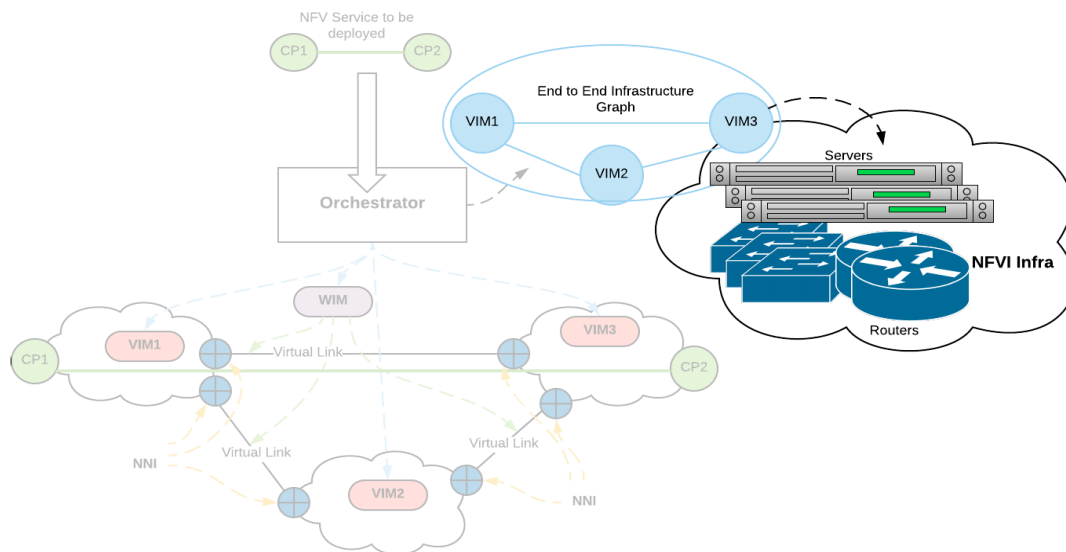 NFV Service to be
deployed
CP1
CP2
End to End Infrastructure
Graph
VIM1
VIM3
VIM2
Servers
NFVI Infra
Routers
Orchestrator
WIM
VIM1
VIM3
CP1
Virtual Link
CP2
Virtual Link
Virtual Link
NNI
VIM2
NNI